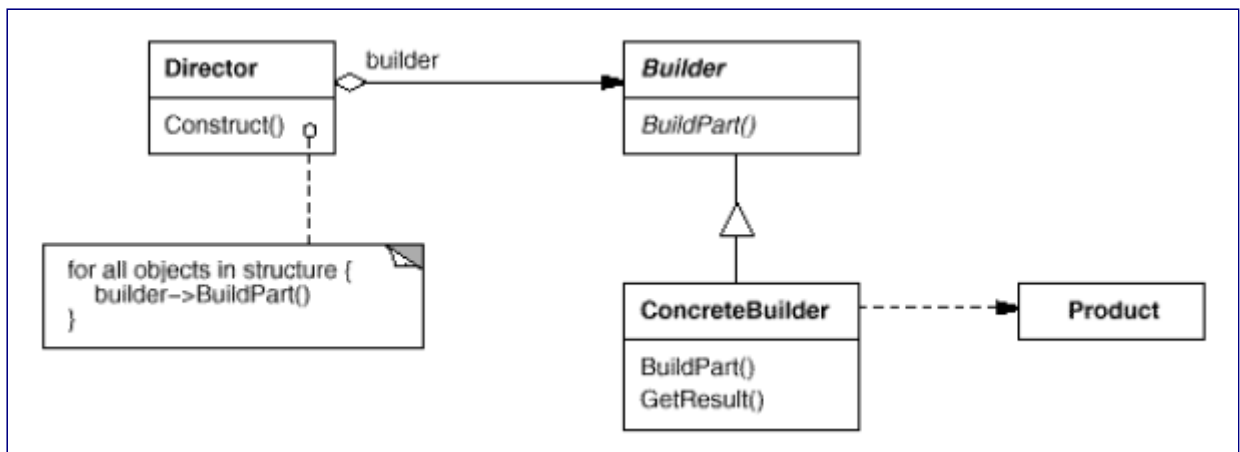 Director
builder
Builder
Construct()
BuildPart()
for all objects in structure {
builder->BuildPart()
}
ConcreteBuilder
Product
BuildPart()
GetResult()